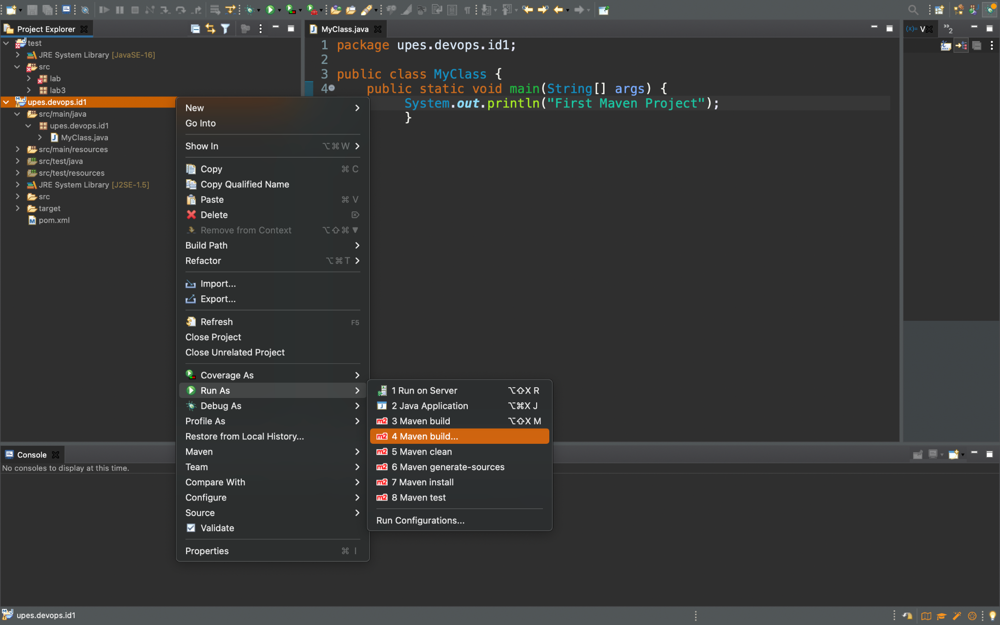 Project Explorer
test
JRE System Library [JavaSE-16]
src
lab
lab3
upes.devops.id1
src/main/java
upes.devops.id1
MyClass.java
src/main/resources
src/test/java
src/test/resources
JRE System Library [J2SE-1.5]
src
target
pom.xml
MyClass.java
1 package upes.devops.id1;
2
3 public class MyClass {
4 public static void main(String[] args) {
System.out.println("First Maven Project");
}
(x)= V
»2
New
Go Into
Show In ⌥⌘W
Copy ⌘ C
Copy Qualified Name
Paste ⌘ V
Delete ⌦
Remove from Context ⌥⇧⌘▼
Build Path
Refactor ⌥⌘T
Import...
Export...
Refresh F5
Close Project
Close Unrelated Project
Coverage As
Run As
Debug As
Profile As
Restore from Local History...
Maven
Team
Compare With
Configure
Source
Validate
Properties ⌘ I
1 Run on Server ⌥⇧X R
2 Java Application ⌥⌘X J
m2 3 Maven build ⌥⇧X M
m2 4 Maven build...
m2 5 Maven clean
m2 6 Maven generate-sources
m2 7 Maven install
m2 8 Maven test
Run Configurations...
Console
No consoles to display at this time.
upes.devops.id1